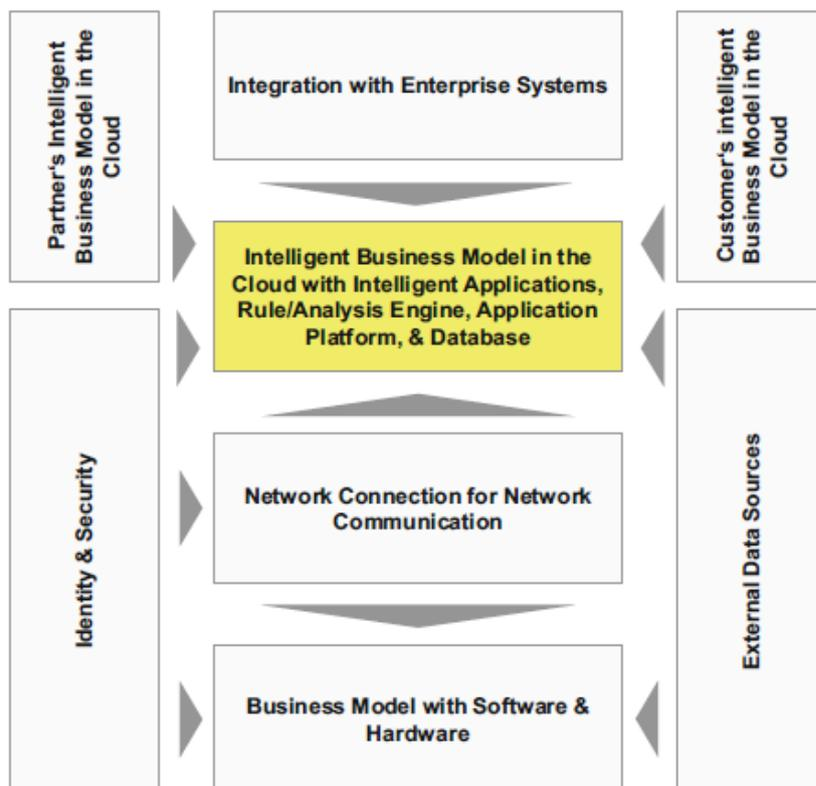 Partner's Intelligent
Business Model in the
Cloud
Integration with Enterprise Systems
Customer‘s intelligent
Business Model in the
Cloud
Intelligent Business Model in the
Cloud with Intelligent Applications,
Rule/Analysis Engine, Application
Platform, & Database
Identity & Security
Network Connection for Network
Communication
External Data Sources
Business Model with Software &
Hardware